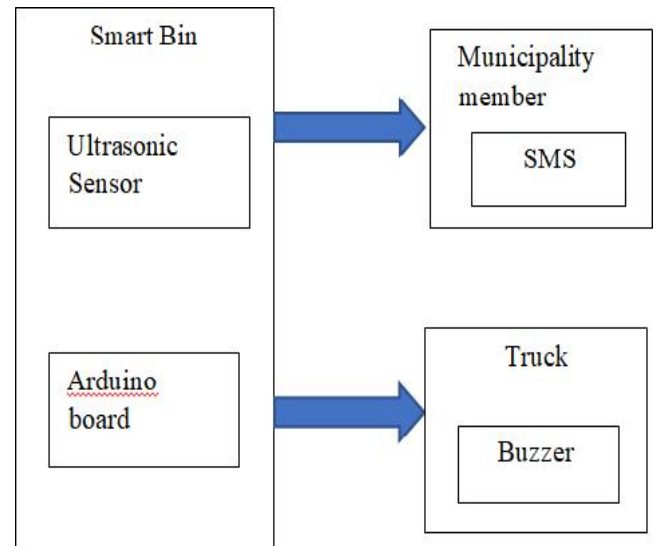 Smart Bin
Ultrasonic
Sensor
Arduino
board
Municipality
member
SMS
Truck
Buzzer